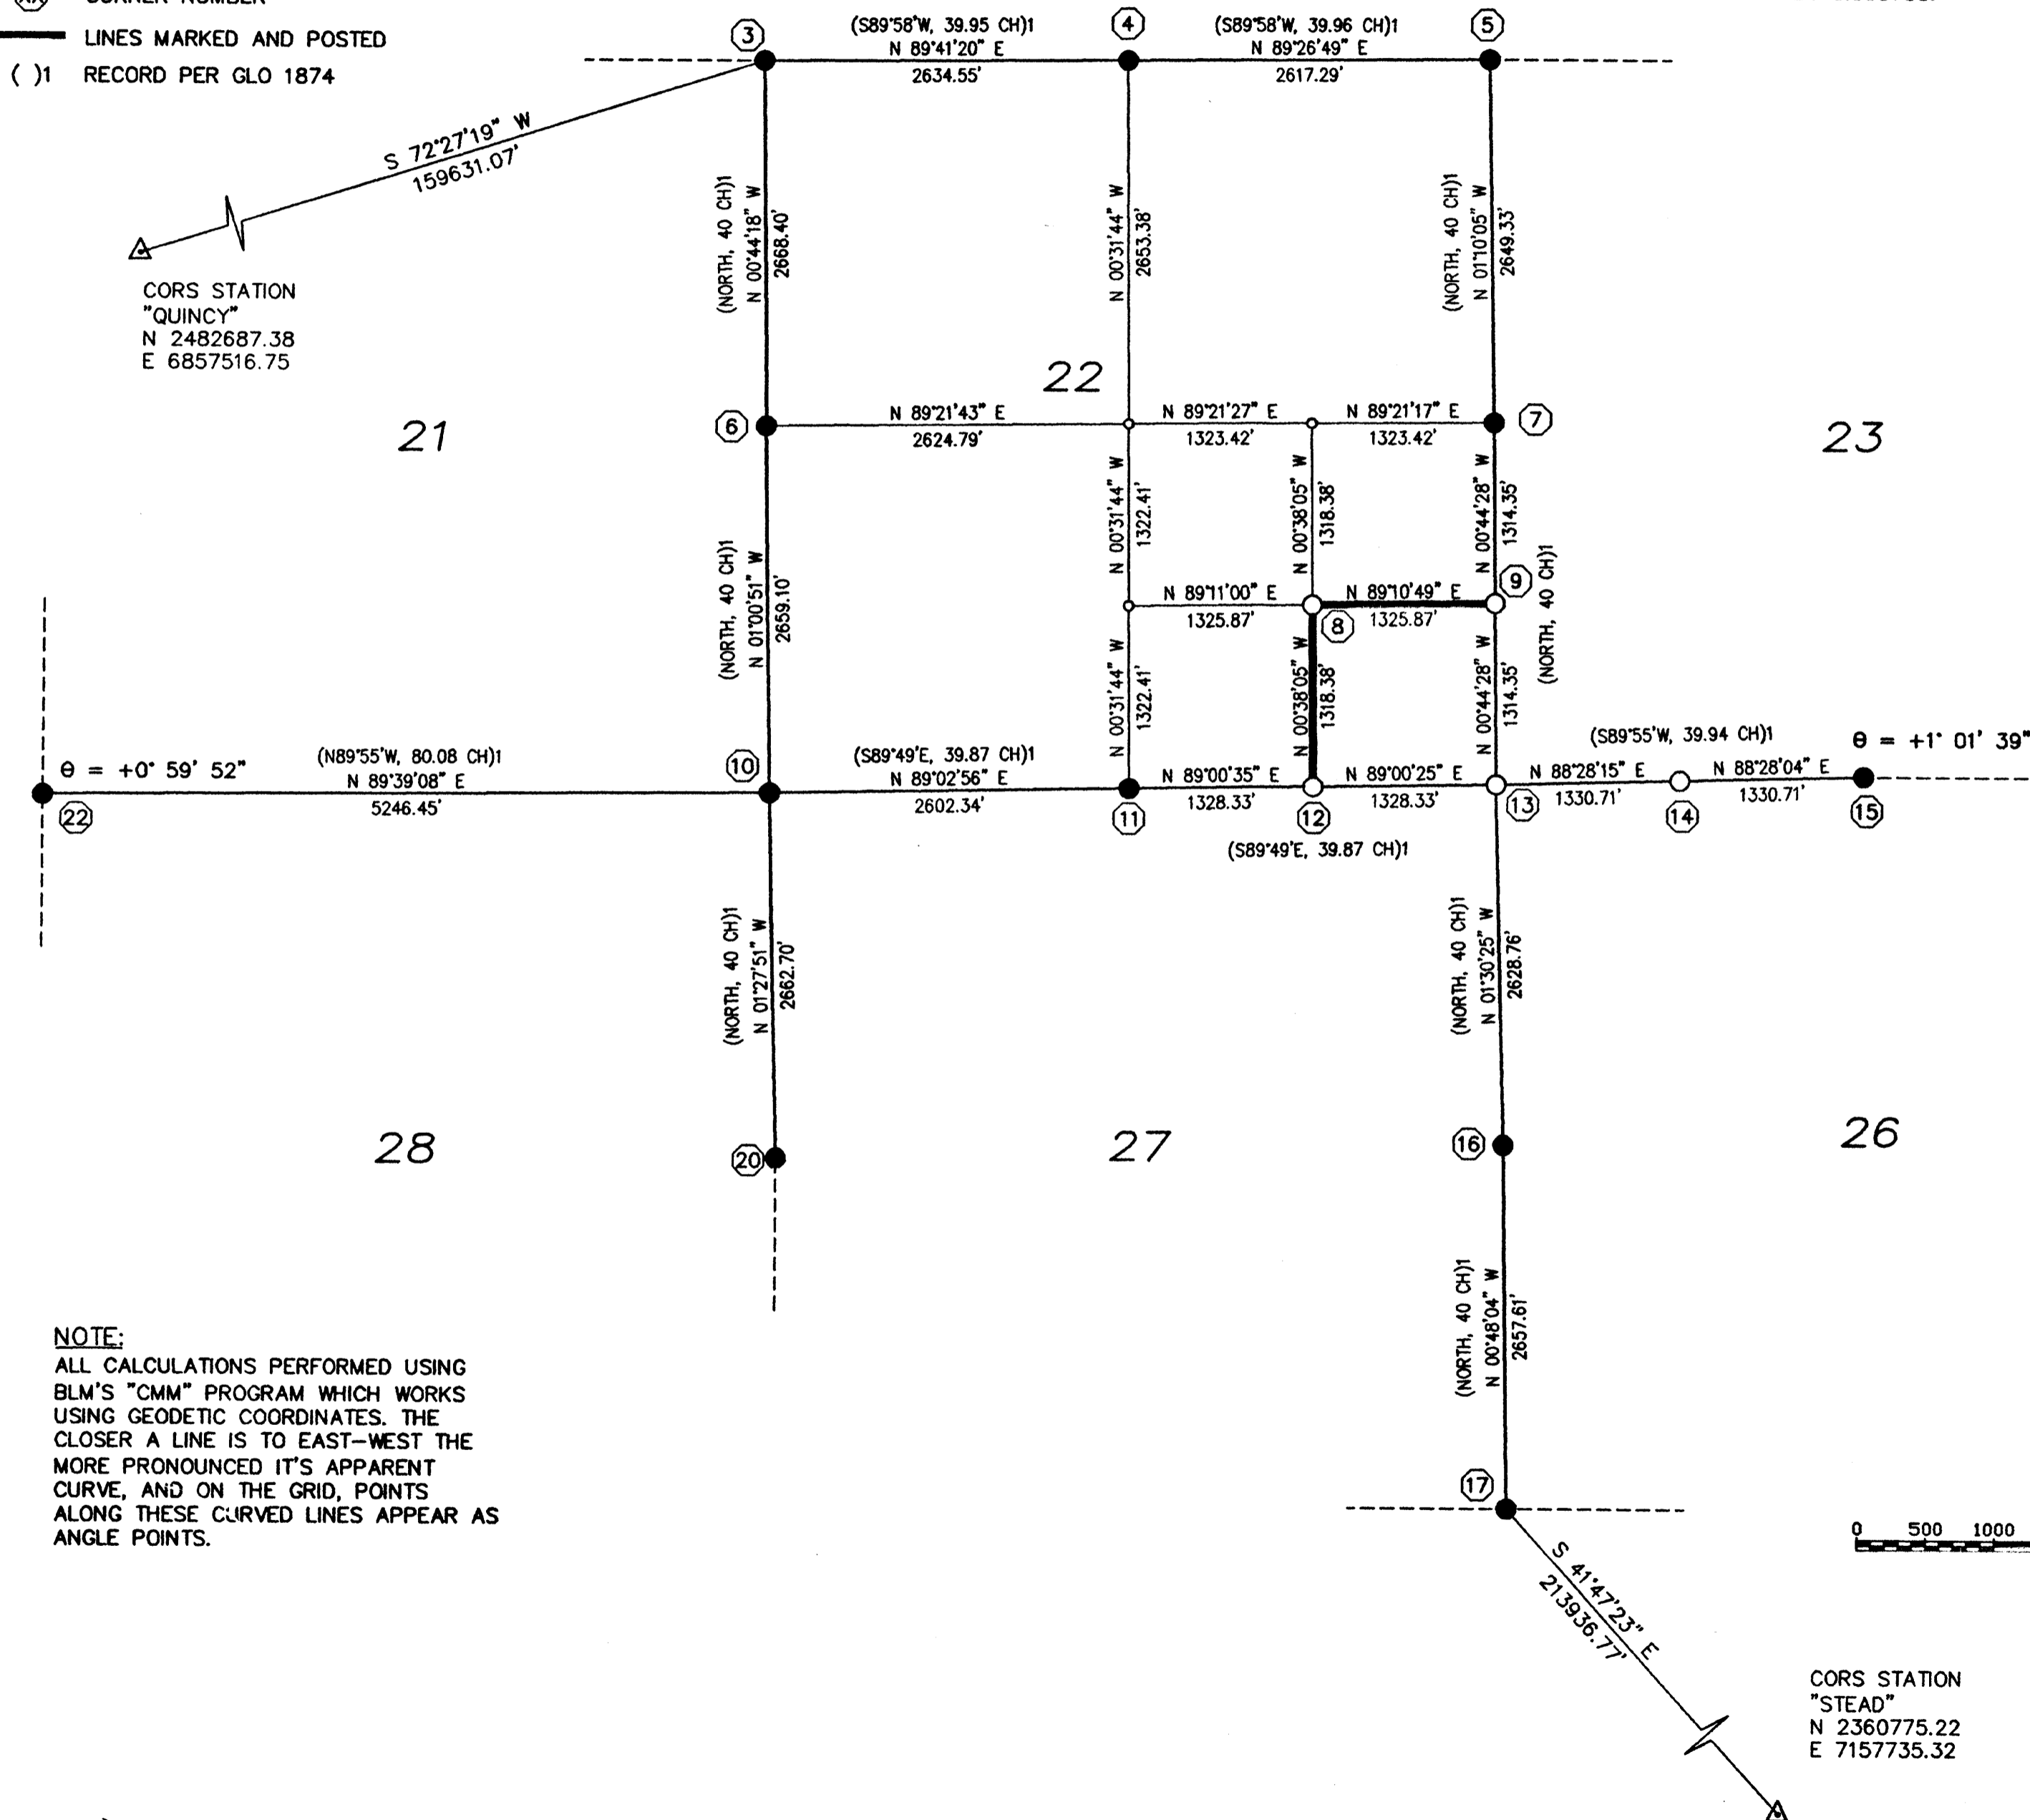 CORNER NUMBER
LINES MARKED AND POSTED
( )1 RECORD PER GLO 1874
3
4
5
(S89°58'W, 39.95 CH)1
N 89°41'20" E
2634.55'
(S89°58'W, 39.96 CH)1
N 89°26'49" E
2617.29'
S 72°27'19" W
159631.07'
CORS STATION
"QUINCY"
N 2482687.38
E 6857516.75
(NORTH, 40 CH)1
N 00°44'18" W
2668.40'
N 00°31'44" W
2653.38'
(NORTH, 40 CH)1
N 01°10'05" W
2649.33'
22
21
23
6
N 89°21'43" E
2624.79'
N 89°21'27" E
1323.42'
N 89°21'17" E
1323.42'
7
(NORTH, 40 CH)1
N 01°00'51" W
2659.10'
N 00°31'44" W
1322.41'
N 00°38'05" W
1318.38'
N 00°44'28" W
1314.35'
(NORTH, 40 CH)1
9
N 89°11'00" E
1325.87'
8
N 89°10'49" E
1325.87'
N 00°31'44" W
1322.41'
N 00°38'05" W
1318.38'
N 00°44'28" W
1314.35'
θ = +0° 59' 52"
22
(N89°55'W, 80.08 CH)1
N 89°39'08" E
5246.45'
10
(S89°49'E, 39.87 CH)1
N 89°02'56" E
2602.34'
11
N 89°00'35" E
1328.33'
12
N 89°00'25" E
1328.33'
(S89°49'E, 39.87 CH)1
13
(S89°55'W, 39.94 CH)1
N 88°28'15" E
1330.71'
14
N 88°28'04" E
1330.71'
15
θ = +1° 01' 39"
(NORTH, 40 CH)1
N 01°27'51" W
2662.70'
(NORTH, 40 CH)1
N 01°30'25" W
2628.76'
28
20
27
16
26
(NORTH, 40 CH)1
N 00°48'04" W
2657.61'
17
NOTE:
ALL CALCULATIONS PERFORMED USING
BLM'S "CMM" PROGRAM WHICH WORKS
USING GEODETIC COORDINATES. THE
CLOSER A LINE IS TO EAST-WEST THE
MORE PRONOUNCED IT'S APPARENT
CURVE, AND ON THE GRID, POINTS
ALONG THESE CURVED LINES APPEAR AS
ANGLE POINTS.
0 500 1000
S 41°47'23" E
213936.77'
CORS STATION
"STEAD"
N 2360775.22
E 7157735.32